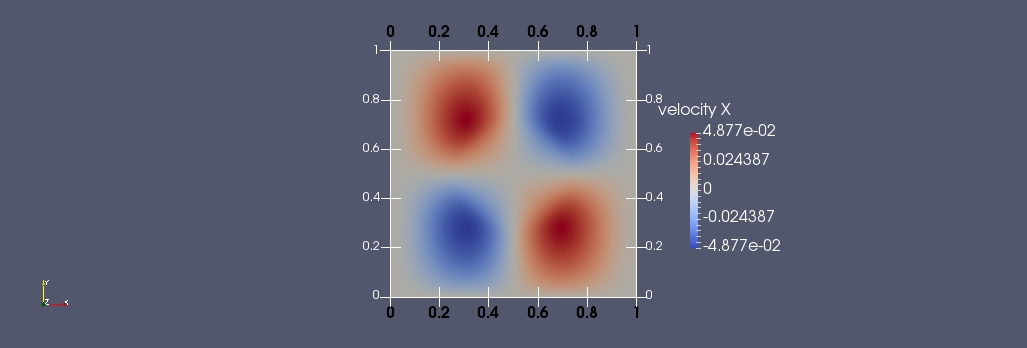 0 0.2 0.4 0.6 0.8 1
1 1
0.8 0.8
velocity X
4.877e-02
0.6 0.6
0.024387
0
0.4 0.4
-0.024387
0.2 0.2
-4.877e-02
Y
Z X
0 0
0 0.2 0.4 0.6 0.8 1